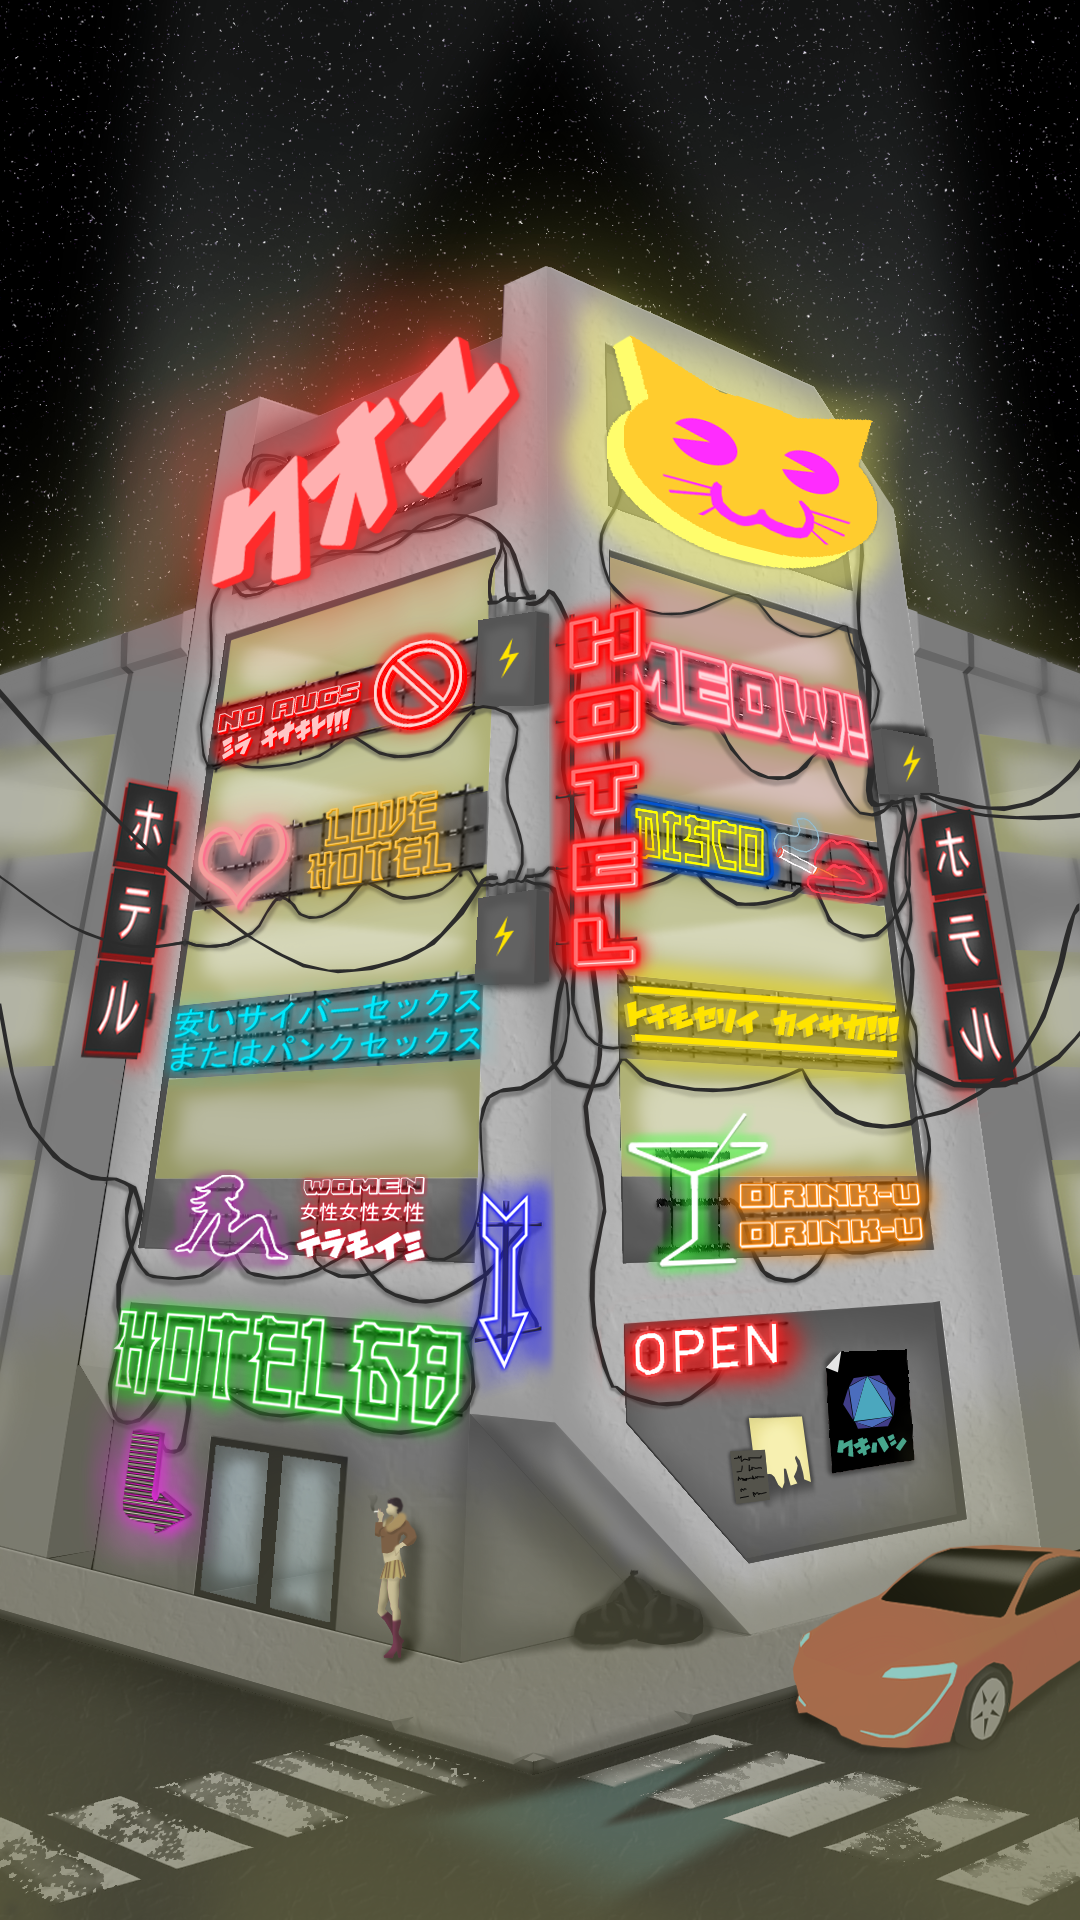 クオン
NO AUGS
ミラ チナキト!!!
HOTEL
MEOW!
LOVE
HOTEL
DISCO
ホテル
ホテル
安いサイバーセックス
またはパンクセックス
トチモセリィ カイサカ!!!
WOMEN
女性女性女性
テラモイミ
DRINK-U
DRINK-U
HOTEL68
OPEN
クキハシ